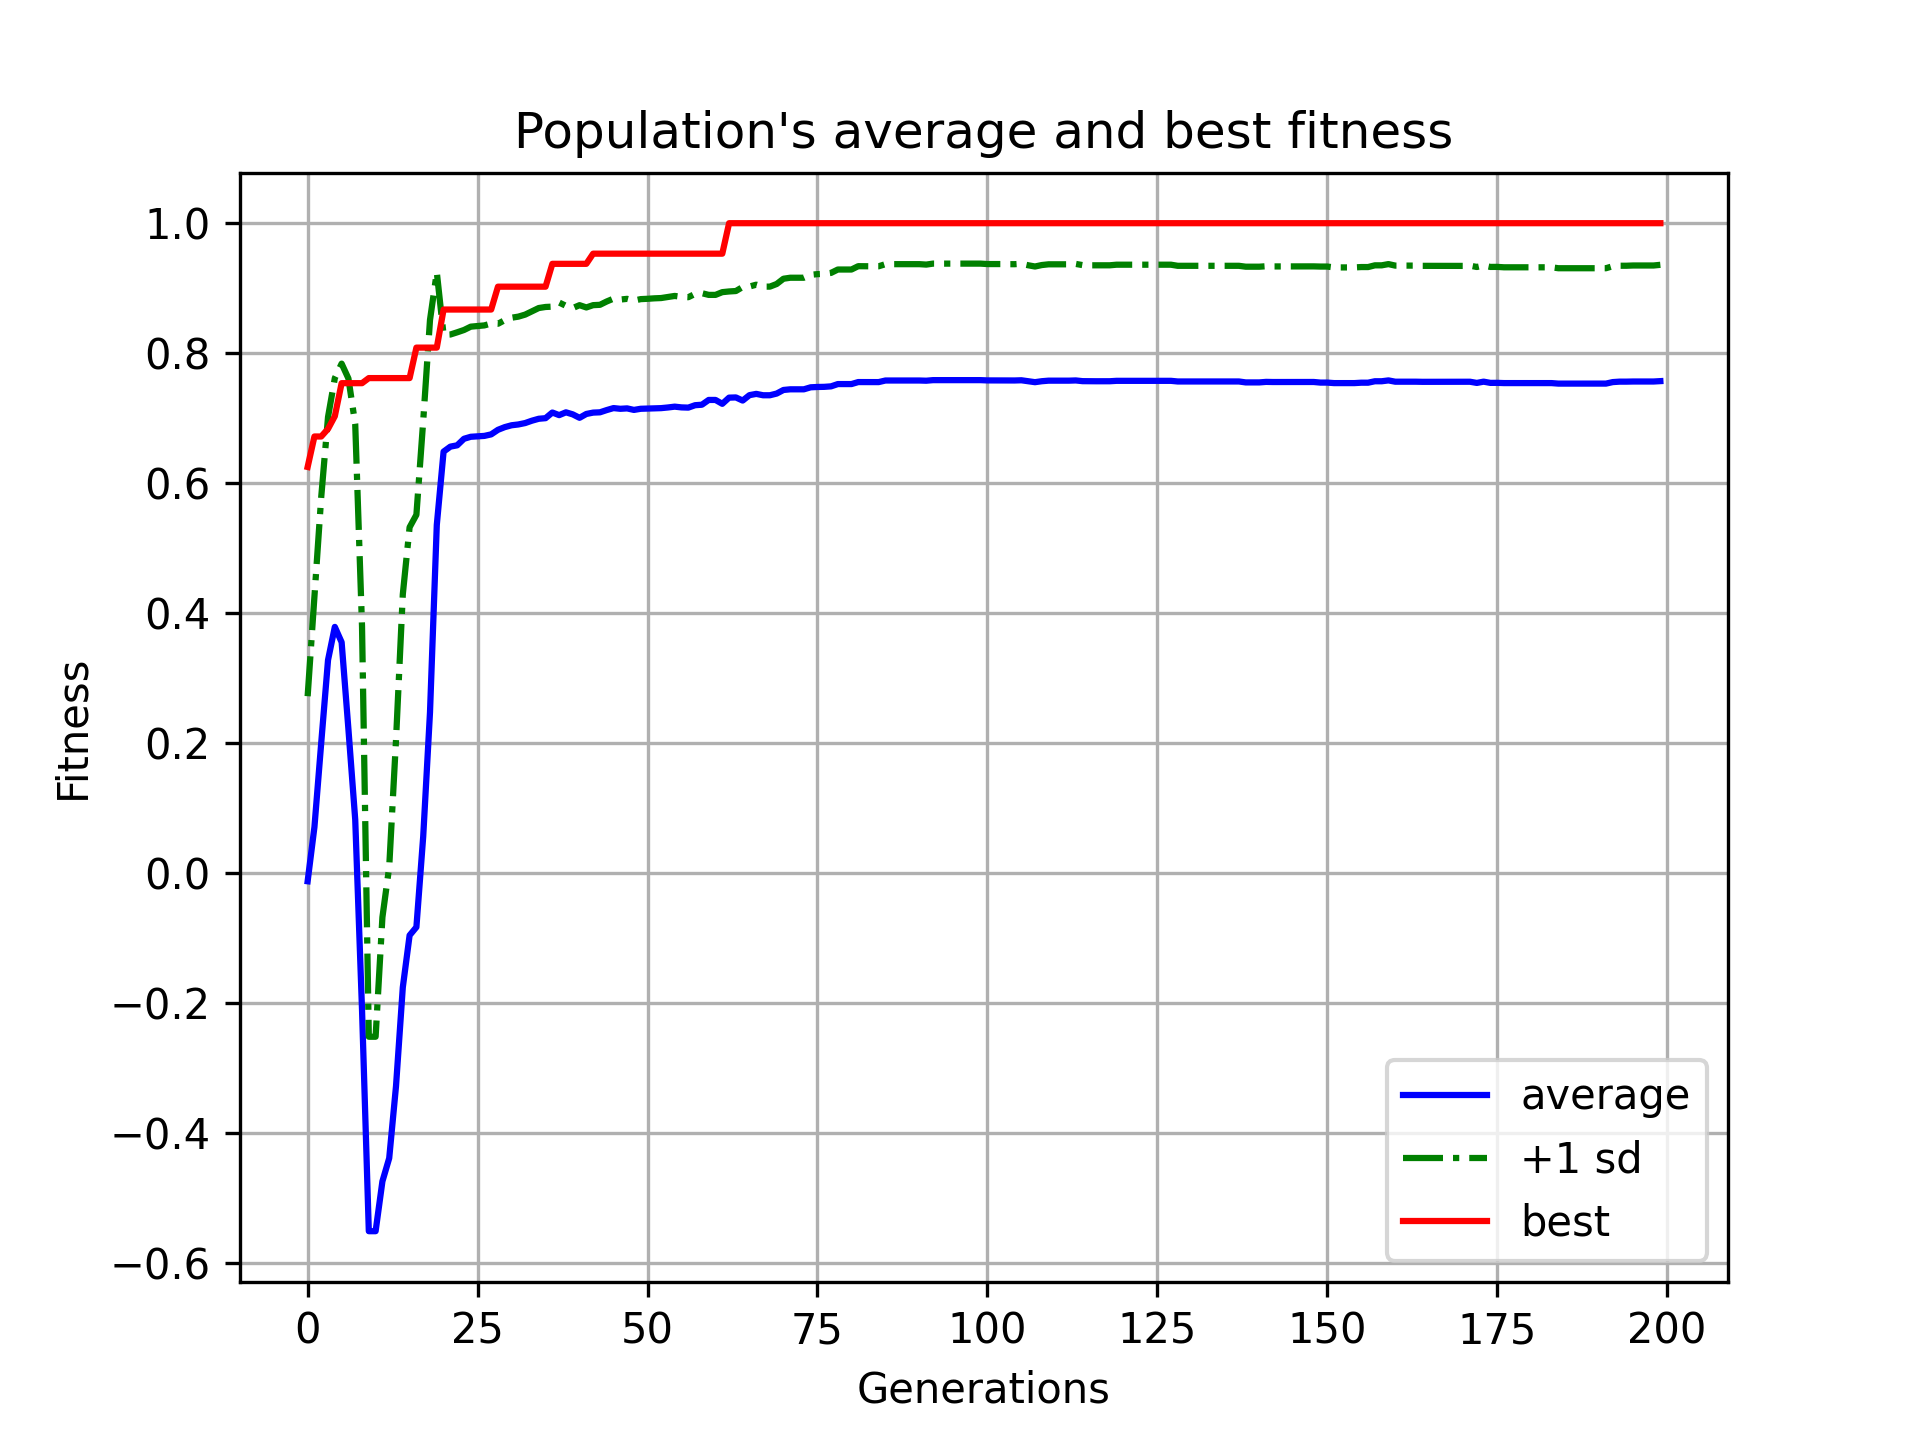 Population's average and best fitness
1.0
0.8
0.6
0.4
0.2
0.0
−0.2
−0.4
−0.6
Fitness
0 25 50 75 100 125 150 175 200
Generations
average
+1 sd
best